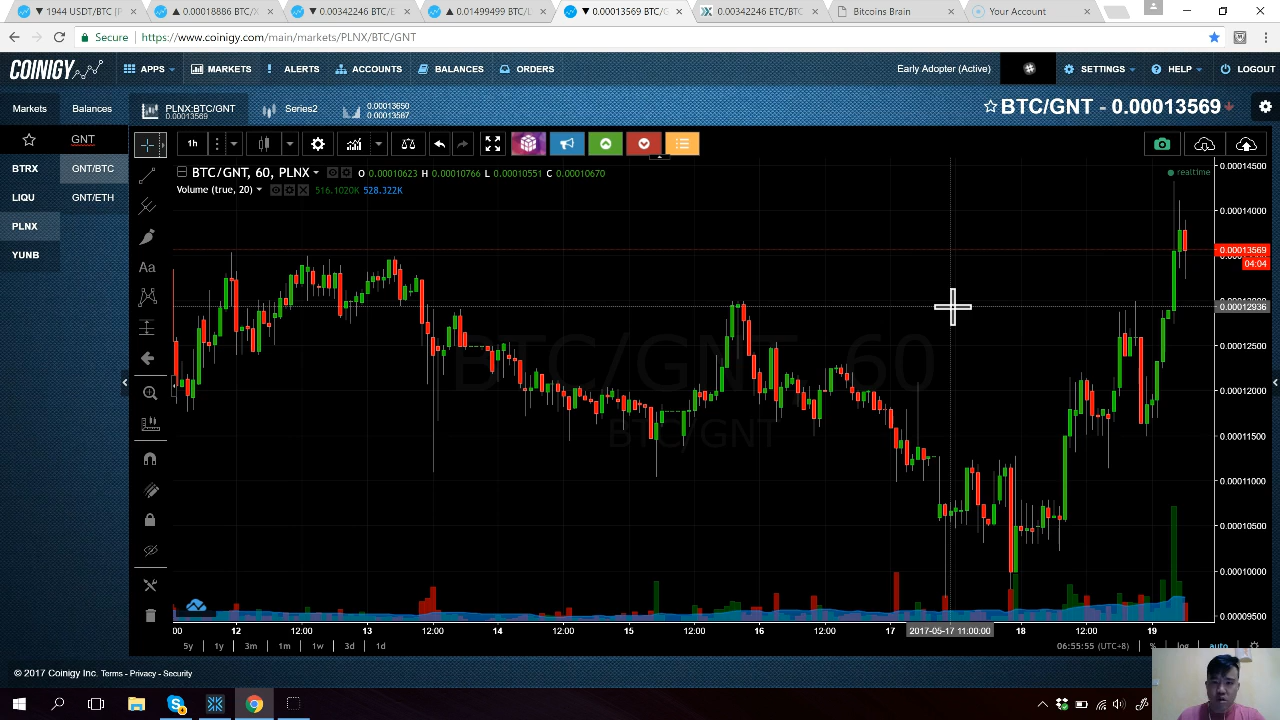 1944 USDT/BTC [P
▲ 0.00018886 BTC/X
▼ 0.00342246 BTC/E
▲ 0.01499499 BTC/L
▼ 0.00013569 BTC/G
0.00342246 ETC/BTC
Bitcoins Brain
Your Account
Secure
https://www.coinigy.com/main/markets/PLNX/BTC/GNT
COINIGY
APPS
MARKETS
ALERTS
ACCOUNTS
BALANCES
ORDERS
Early Adopter (Active)
SETTINGS
HELP
LOGOUT
Markets
Balances
PLNX:BTC/GNT
0.00013569
Series2
0.00013650
0.00013587
BTC/GNT - 0.00013569
GNT
1h
BTRX
GNT/BTC
LIQU
GNT/ETH
PLNX
YUNB
BTC/GNT, 60, PLNX
O 0.00010623 H 0.00010766 L 0.00010551 C 0.00010670
Volume (true, 20)
516.1020K
528.322K
realtime
Aa
BTC/GNT, 60
BTC/GNT
0.00014500
0.00014000
0.00013569
04:04
0.00012936
0.00012500
0.00012000
0.00011500
0.00011000
0.00010500
0.00010000
0.00009500
00
12
12:00
13
12:00
14
12:00
15
12:00
16
12:00
17
2017-05-17 11:00:00
18
12:00
19
5y
1y
3m
1m
1w
3d
1d
06:55:55 (UTC+8)
%
log
auto
© 2017 Coinigy Inc. Terms - Privacy - Security